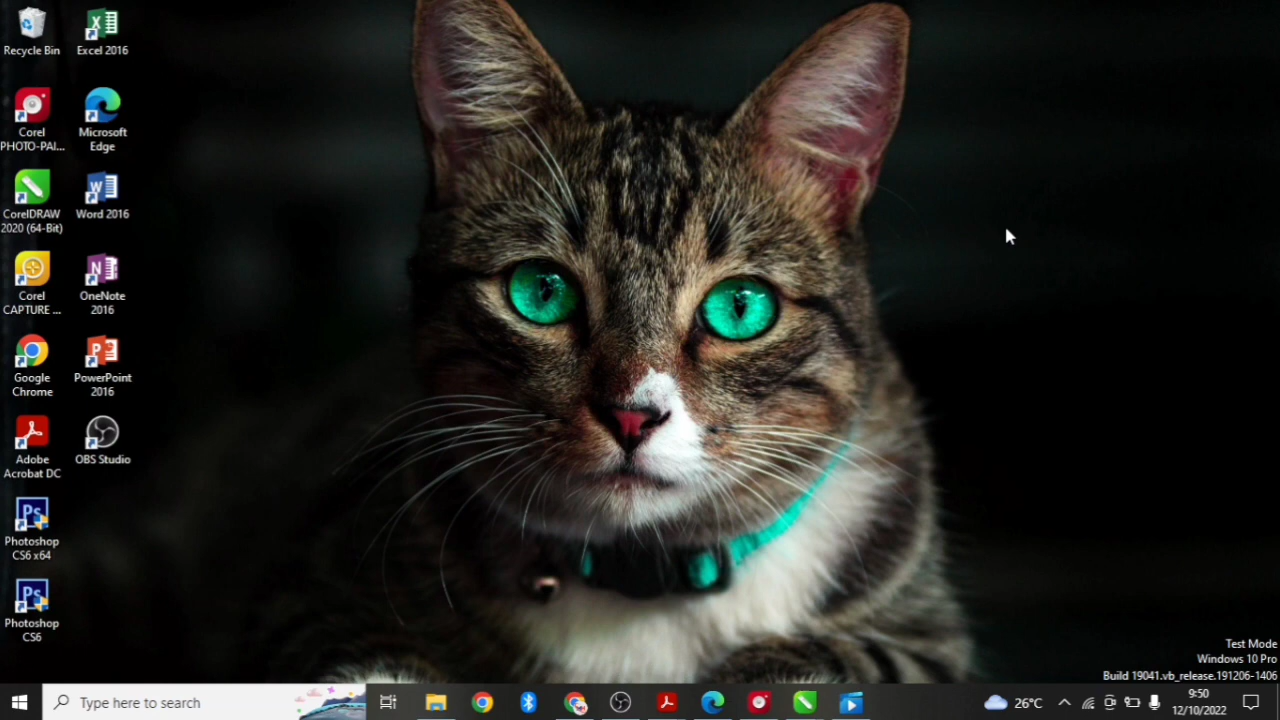 Recycle Bin
Excel 2016
Corel
PHOTO-PAI...
Microsoft
Edge
CorelDRAW
2020 (64-Bit)
Word 2016
Corel
CAPTURE ...
OneNote
2016
Google
Chrome
PowerPoint
2016
Adobe
Acrobat DC
OBS Studio
Ps
Photoshop
CS6 x64
Ps
Photoshop
CS6
Test Mode
Windows 10 Pro
Build 19041.vb_release.191206-1406
Type here to search
26°C
9:50
12/10/2022